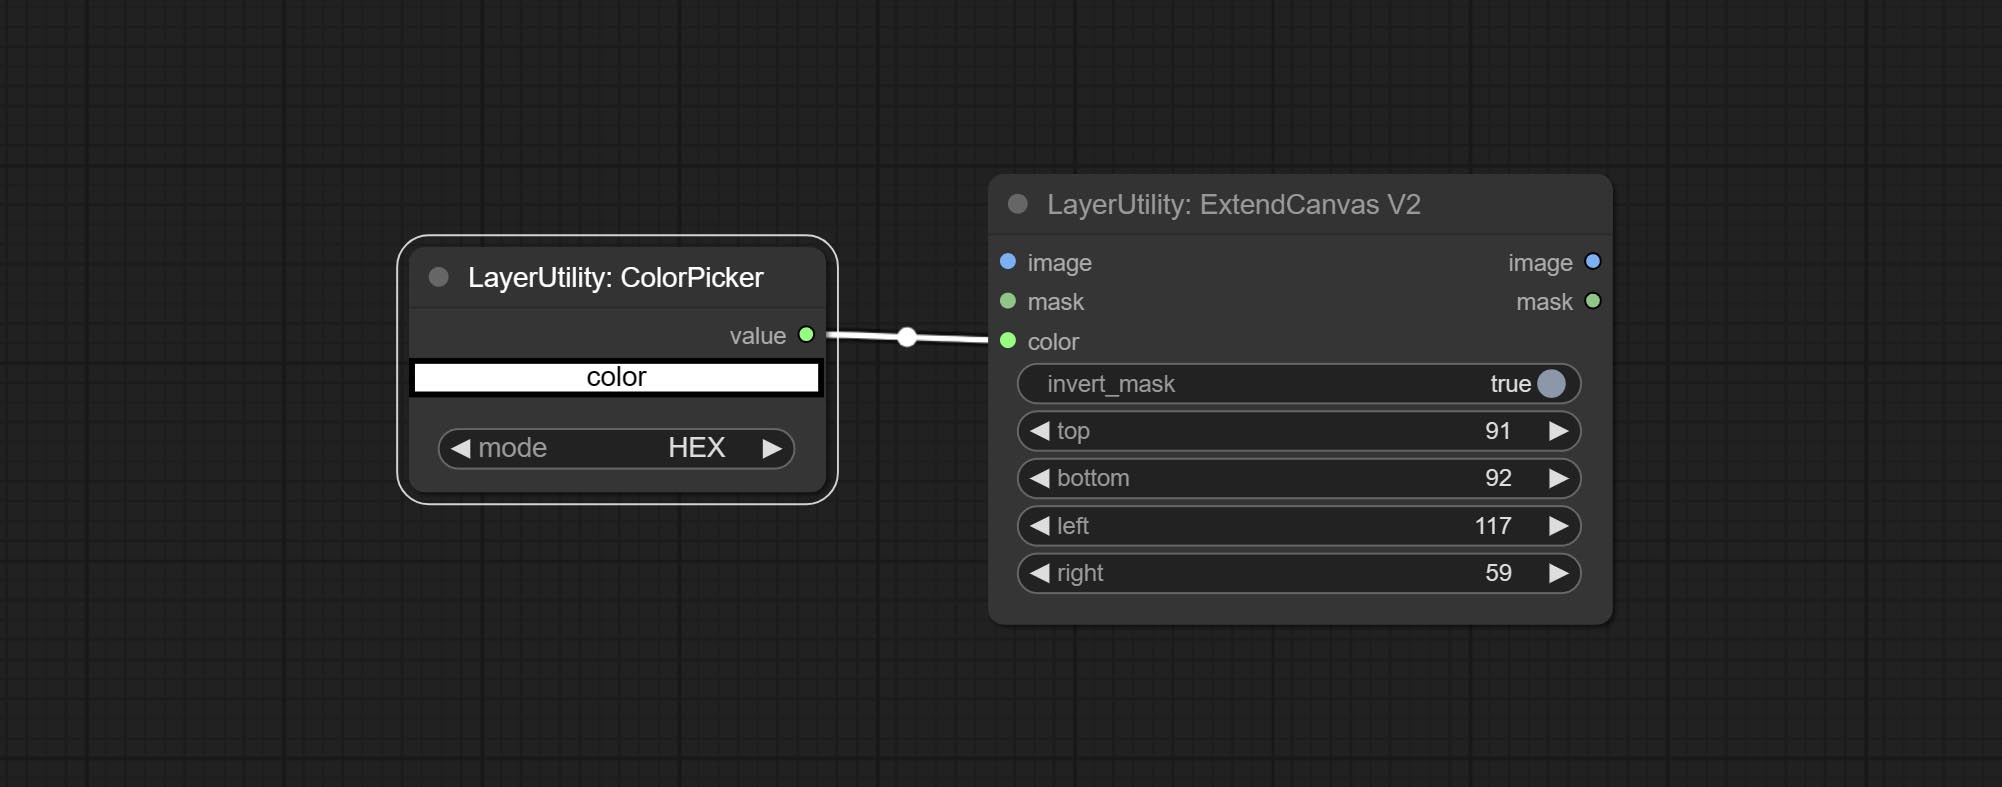 LayerUtility: ColorPicker
value
color
mode HEX
LayerUtility: ExtendCanvas V2
image image
mask mask
color
invert_mask true
top 91
bottom 92
left 117
right 59